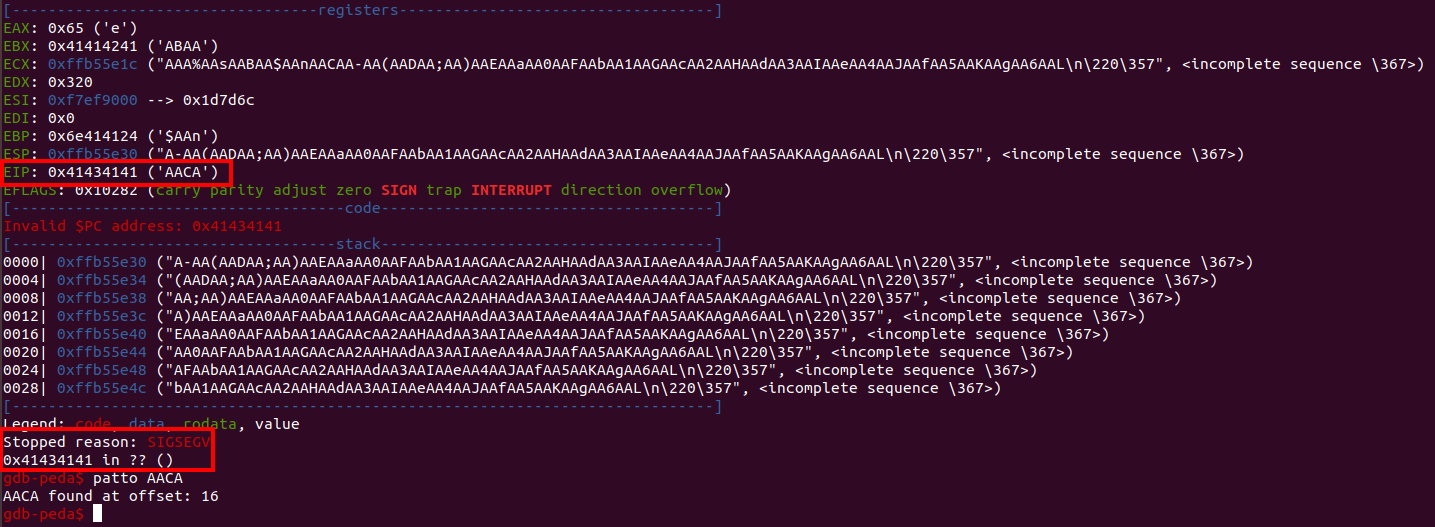 [----------------------------------registers-----------------------------------]
EAX: 0x65 ('e')
EBX: 0x41414241 ('ABAA')
ECX: 0xffb55e1c ("AAA%AAsAABAA$AAnAACAA-AA(AADAA;AA)AAEAAaAA0AAFAAbAA1AAGAAcAA2AAHAAdAA3AAIAAeAA4AAJAAfAA5AAKAAgAA6AAL\n\220\357", <incomplete sequence \367>)
EDX: 0x320
ESI: 0xf7ef9000 --> 0x1d7d6c
EDI: 0x0
EBP: 0x6e414124 ('$AAn')
ESP: 0xffb55e30 ("A-AA(AADAA;AA)AAEAAaAA0AAFAAbAA1AAGAAcAA2AAHAAdAA3AAIAAeAA4AAJAAfAA5AAKAAgAA6AAL\n\220\357", <incomplete sequence \367>)
EIP: 0x41434141 ('AACA')
EFLAGS: 0x10282 (carry parity adjust zero SIGN trap INTERRUPT direction overflow)
[-------------------------------------code-------------------------------------]
Invalid $PC address: 0x41434141
[------------------------------------stack-------------------------------------]
0000| 0xffb55e30 ("A-AA(AADAA;AA)AAEAAaAA0AAFAAbAA1AAGAAcAA2AAHAAdAA3AAIAAeAA4AAJAAfAA5AAKAAgAA6AAL\n\220\357", <incomplete sequence \367>)
0004| 0xffb55e34 ("(AADAA;AA)AAEAAaAA0AAFAAbAA1AAGAAcAA2AAHAAdAA3AAIAAeAA4AAJAAfAA5AAKAAgAA6AAL\n\220\357", <incomplete sequence \367>)
0008| 0xffb55e38 ("AA;AA)AAEAAaAA0AAFAAbAA1AAGAAcAA2AAHAAdAA3AAIAAeAA4AAJAAfAA5AAKAAgAA6AAL\n\220\357", <incomplete sequence \367>)
0012| 0xffb55e3c ("A)AAEAAaAA0AAFAAbAA1AAGAAcAA2AAHAAdAA3AAIAAeAA4AAJAAfAA5AAKAAgAA6AAL\n\220\357", <incomplete sequence \367>)
0016| 0xffb55e40 ("EAAaAA0AAFAAbAA1AAGAAcAA2AAHAAdAA3AAIAAeAA4AAJAAfAA5AAKAAgAA6AAL\n\220\357", <incomplete sequence \367>)
0020| 0xffb55e44 ("AA0AAFAAbAA1AAGAAcAA2AAHAAdAA3AAIAAeAA4AAJAAfAA5AAKAAgAA6AAL\n\220\357", <incomplete sequence \367>)
0024| 0xffb55e48 ("AFAAbAA1AAGAAcAA2AAHAAdAA3AAIAAeAA4AAJAAfAA5AAKAAgAA6AAL\n\220\357", <incomplete sequence \367>)
0028| 0xffb55e4c ("bAA1AAGAAcAA2AAHAAdAA3AAIAAeAA4AAJAAfAA5AAKAAgAA6AAL\n\220\357", <incomplete sequence \367>)
[------------------------------------------------------------------------------]
Legend: code, data, rodata, value
Stopped reason: SIGSEGV
0x41434141 in ?? ()
gdb-peda$ patto AACA
AACA found at offset: 16
gdb-peda$